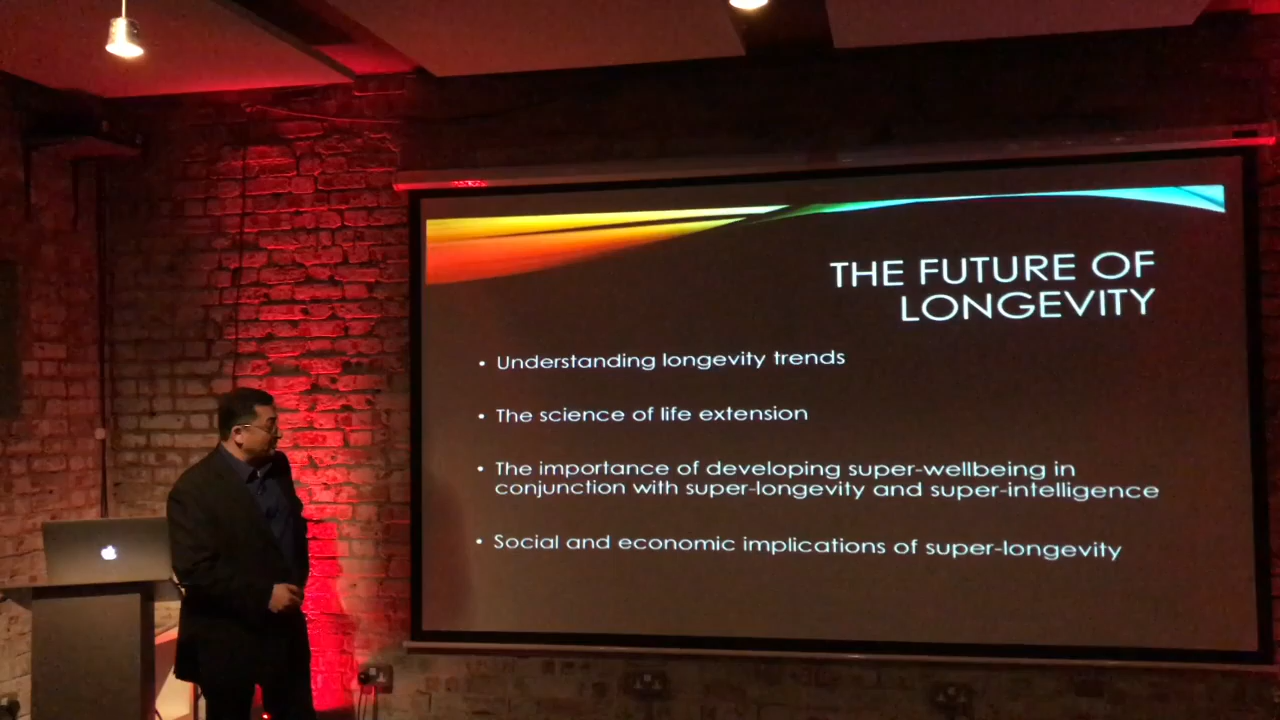 THE FUTURE OF
LONGEVITY
• Understanding longevity trends
• The science of life extension
• The importance of developing super-wellbeing in
conjunction with super-longevity and super-intelligence
• Social and economic implications of super-longevity